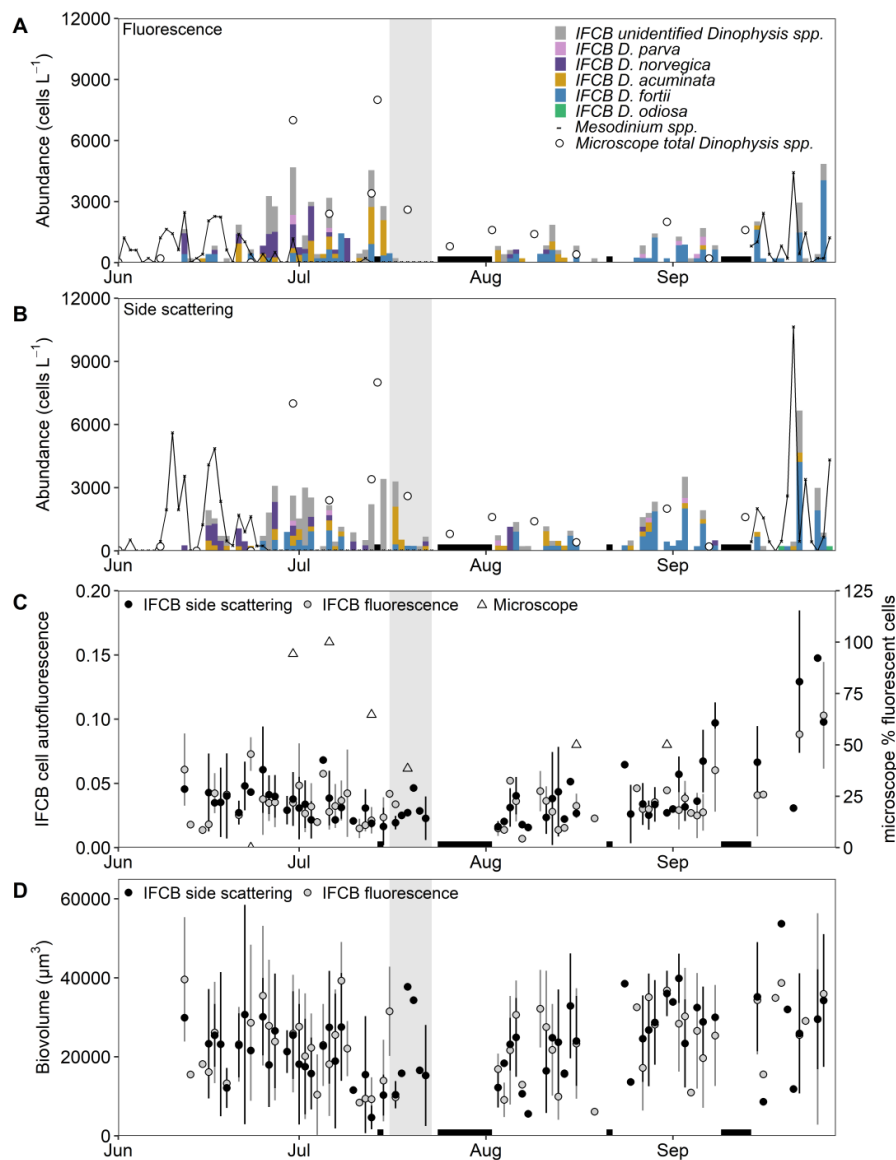 A
Fluorescence
Abundance (cells L⁻¹)
12000
9000
6000
3000
0
IFCB unidentified Dinophysis spp.
IFCB D. parva
IFCB D. norvegica
IFCB D. acuminata
IFCB D. fortii
IFCB D. odiosa
Mesodinium spp.
Microscope total Dinophysis spp.
Jun Jul Aug Sep
B
Side scattering
Abundance (cells L⁻¹)
12000
9000
6000
3000
0
Jun Jul Aug Sep
C
IFCB side scattering IFCB fluorescence Microscope
IFCB cell autofluorescence
0.20
0.15
0.10
0.05
0.00
125
100
75
50
25
0
microscope % fluorescent cells
Jun Jul Aug Sep
D
IFCB side scattering IFCB fluorescence
Biovolume (µm³)
60000
40000
20000
0
Jun Jul Aug Sep